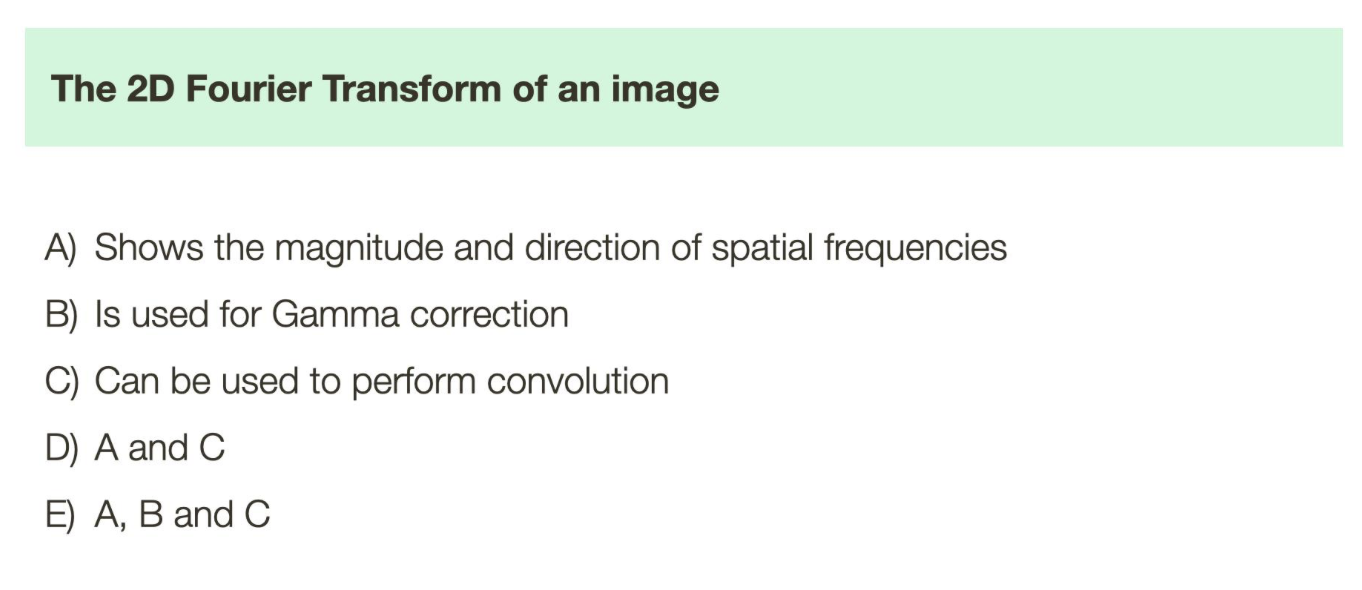 The 2D Fourier Transform of an image
A) Shows the magnitude and direction of spatial frequencies
B) Is used for Gamma correction
C) Can be used to perform convolution
D) A and C
E) A, B and C